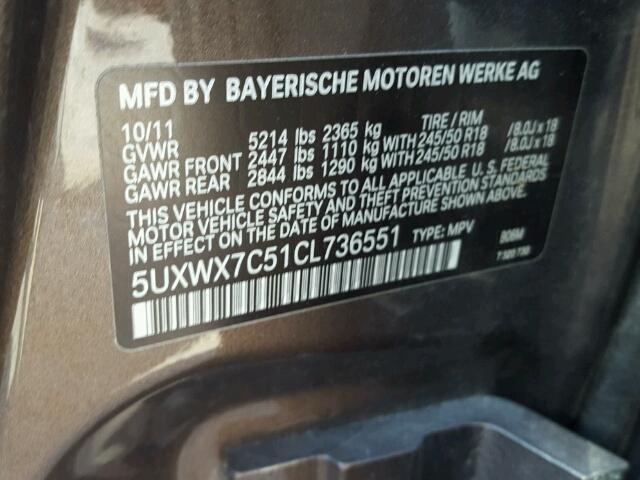 MFD BY BAYERISCHE MOTOREN WERKE AG
10/11 TIRE / RIM
GVWR 5214 lbs 2365 kg
GAWR FRONT 2447 lbs 1110 kg WITH 245/50 R18 /8.0J x 18
GAWR REAR 2844 lbs 1290 kg WITH 245/50 R18 /8.0J x 18
THIS VEHICLE CONFORMS TO ALL APPLICABLE U.S. FEDERAL
MOTOR VEHICLE SAFETY AND THEFT PREVENTION STANDARDS
IN EFFECT ON THE DATE OF MANUFACTURE SHOWN ABOVE.
5UXWX7C51CL736551 TYPE: MPV